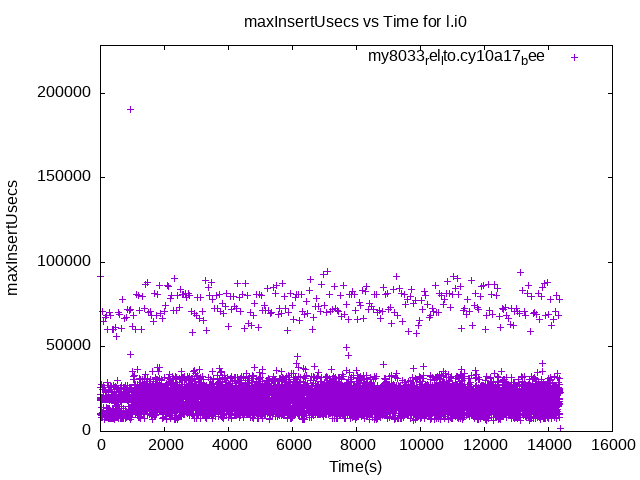 maxInsertUsecs vs Time for l.i0
my8033_rel_lto.cy10a17_bee
200000
150000
100000
50000
0
maxInsertUsecs
0 2000 4000 6000 8000 10000 12000 14000 16000
Time(s)